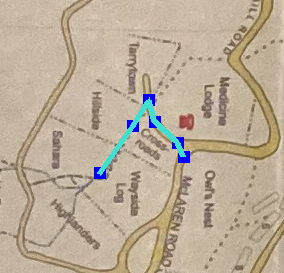 HILL ROAD
Tarrytown
Medicine
Lodge
Hillside
Cross-
roads
Sahara
Wayside
Log
Owl's Nest
Highlanders
McLAREN ROAD